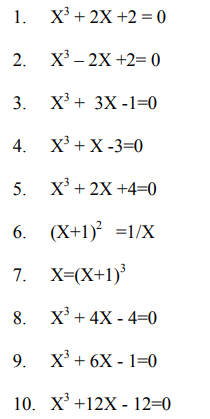 1. X³ + 2X +2 = 0
2. X³ – 2X +2= 0
3. X³ + 3X -1=0
4. X³ + X -3=0
5. X³ + 2X +4=0
6. (X+1)² =1/X
7. X=(X+1)³
8. X³ + 4X - 4=0
9. X³ + 6X - 1=0
10. X³ +12X - 12=0